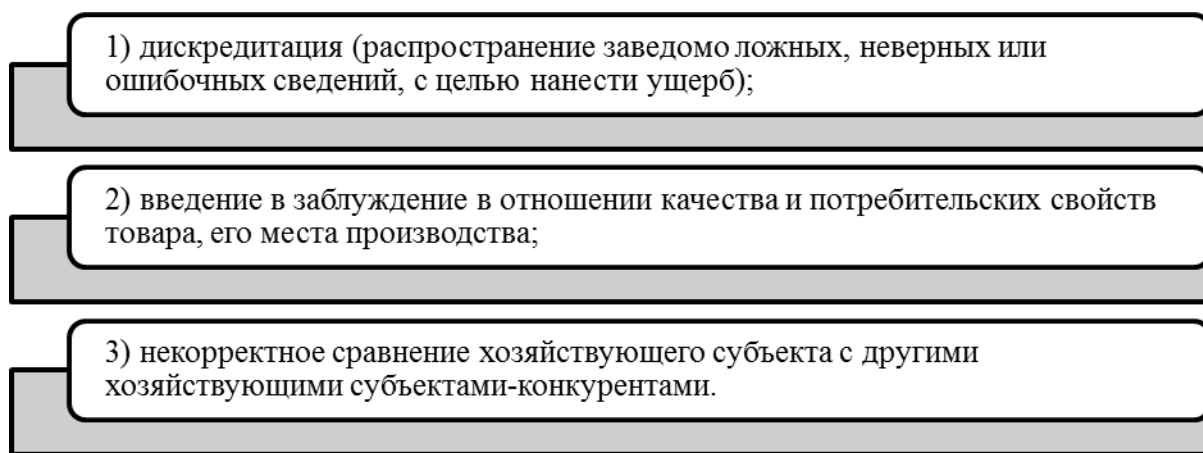 1) дискредитация (распространение заведомо ложных, неверных или
ошибочных сведений, с целью нанести ущерб);
2) введение в заблуждение в отношении качества и потребительских свойств
товара, его места производства;
3) некорректное сравнение хозяйствующего субъекта с другими
хозяйствующими субъектами-конкурентами.